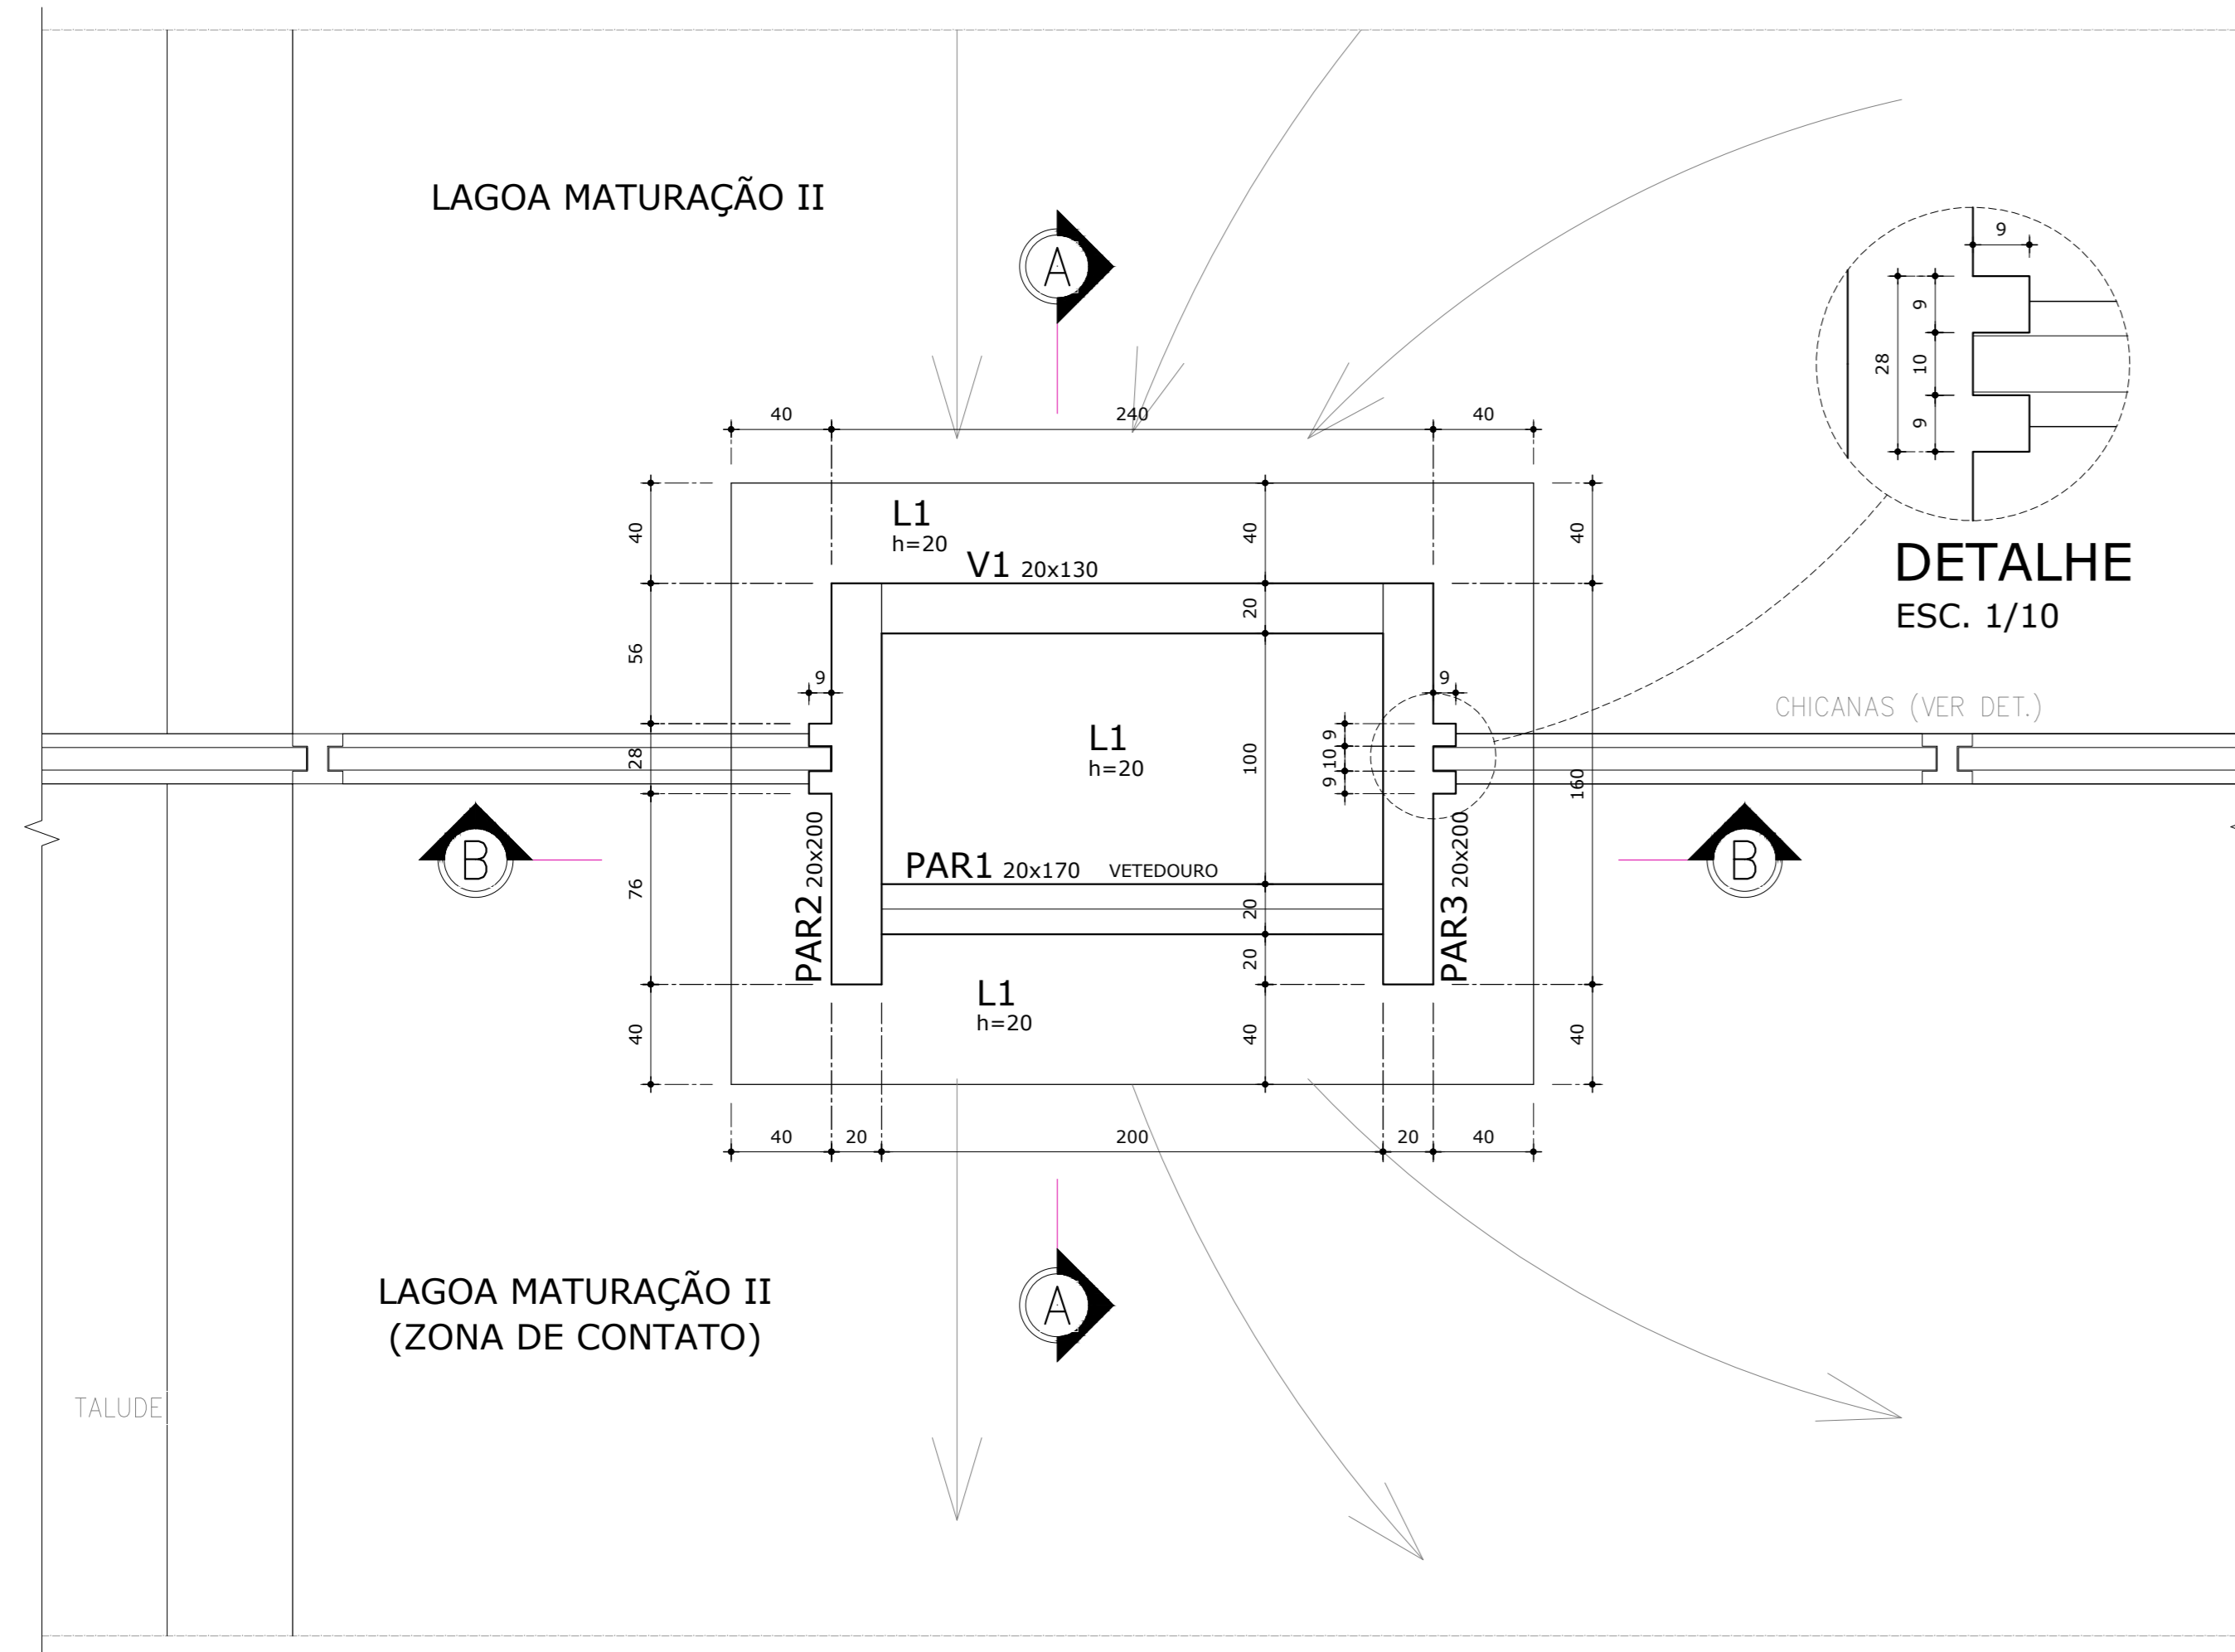 LAGOA MATURAÇÃO II
A
9
9
28
10
9
40
240
40
DETALHE
ESC. 1/10
40
L1
h=20
40
40
V1 20x130
20
56
9
9
CHICANAS (VER DET.)
L1
h=20
100
9
10
9
28
160
B
B
PAR2 20x200
PAR3 20x200
PAR1 20x170 VETEDOURO
76
20
20
L1
h=20
40
40
40
40
20
200
20
40
LAGOA MATURAÇÃO II
(ZONA DE CONTATO)
A
TALUDE